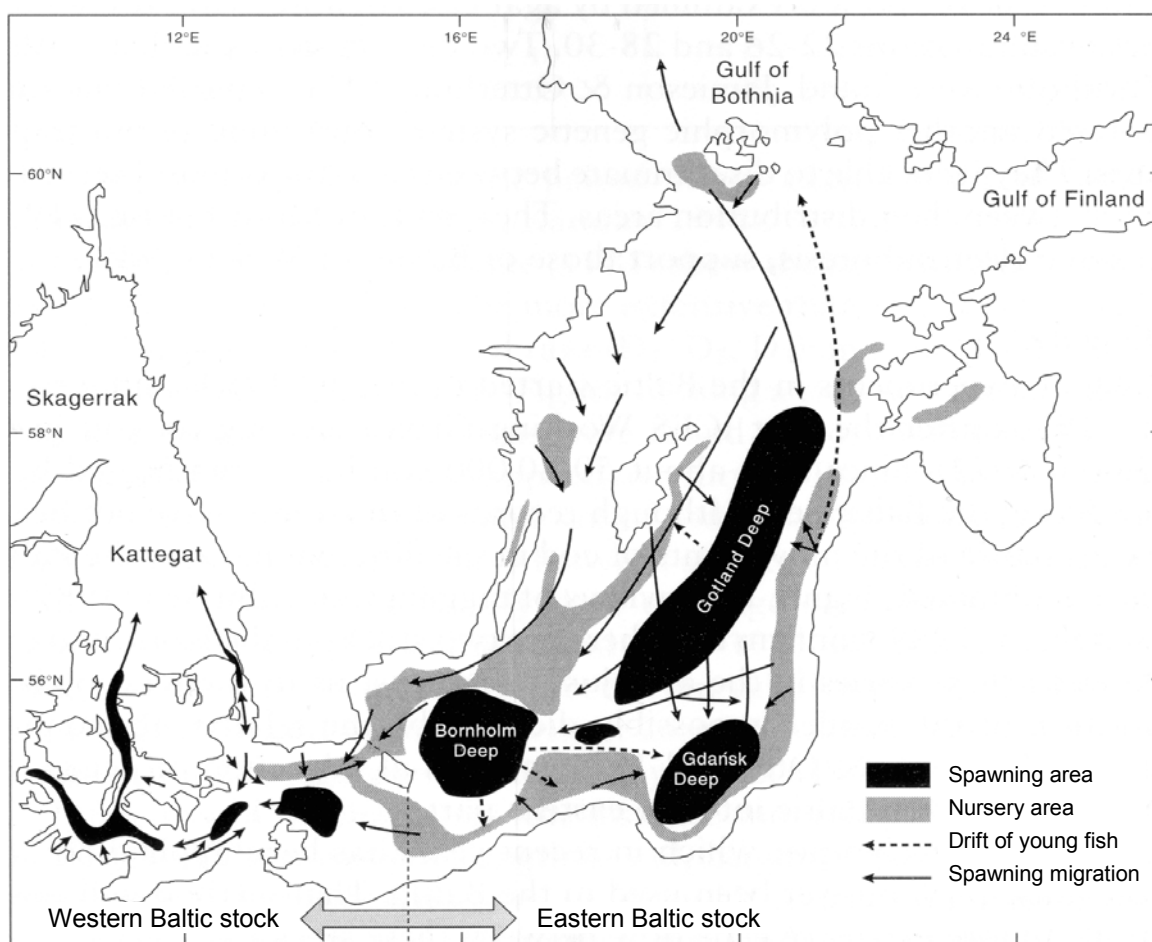 12°E
16°E
20°E
24 °E
Gulf of
Bothnia
60°N
Gulf of Finland
Skagerrak
58°N
Kattegat
Gotland Deep
56°N
Bornholm
Deep
Gdańsk
Deep
Spawning area
Nursery area
Drift of young fish
Spawning migration
Western Baltic stock
Eastern Baltic stock